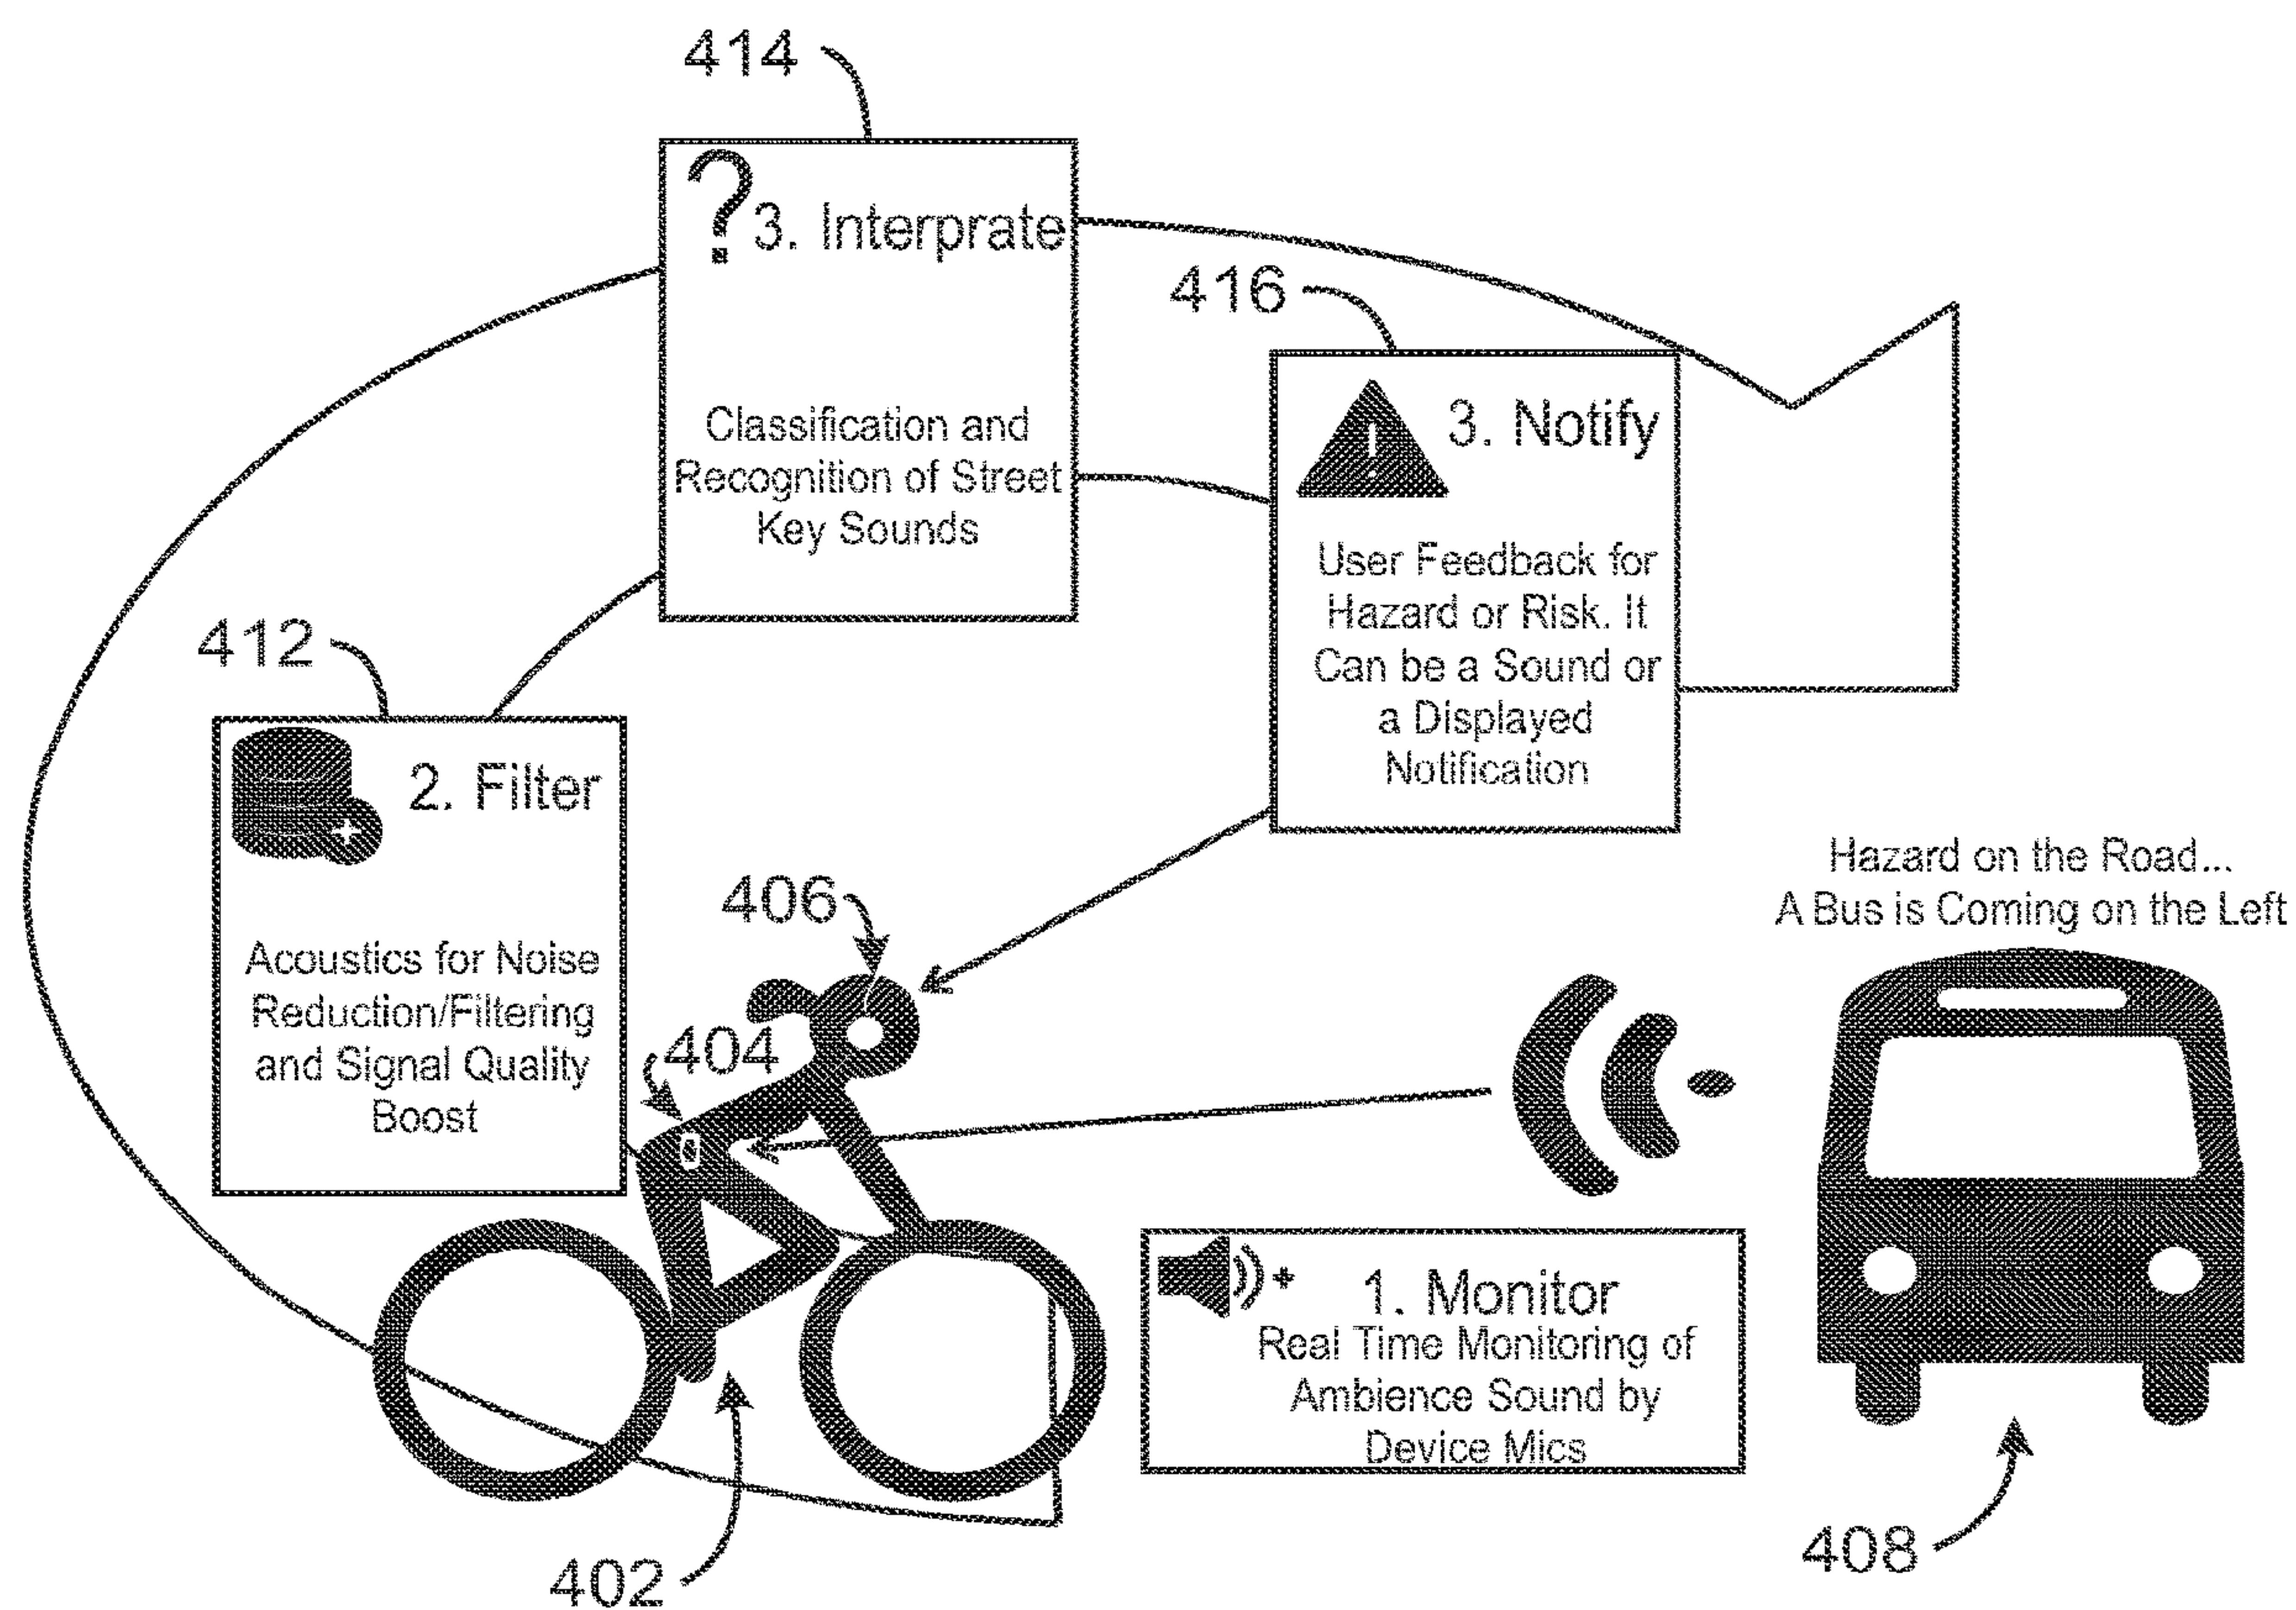 414
? 3. Interprate
Classification and
Recognition of Street
Key Sounds
416
! 3. Notify
User Feedback for
Hazard or Risk. It
Can be a Sound or
a Displayed
Notification
412
2. Filter
Acoustics for Noise
Reduction/Filtering
and Signal Quality
Boost
406
404
Hazard on the Road...
A Bus is Coming on the Left
1. Monitor
Real Time Monitoring of
Ambience Sound by
Device Mics
402
408